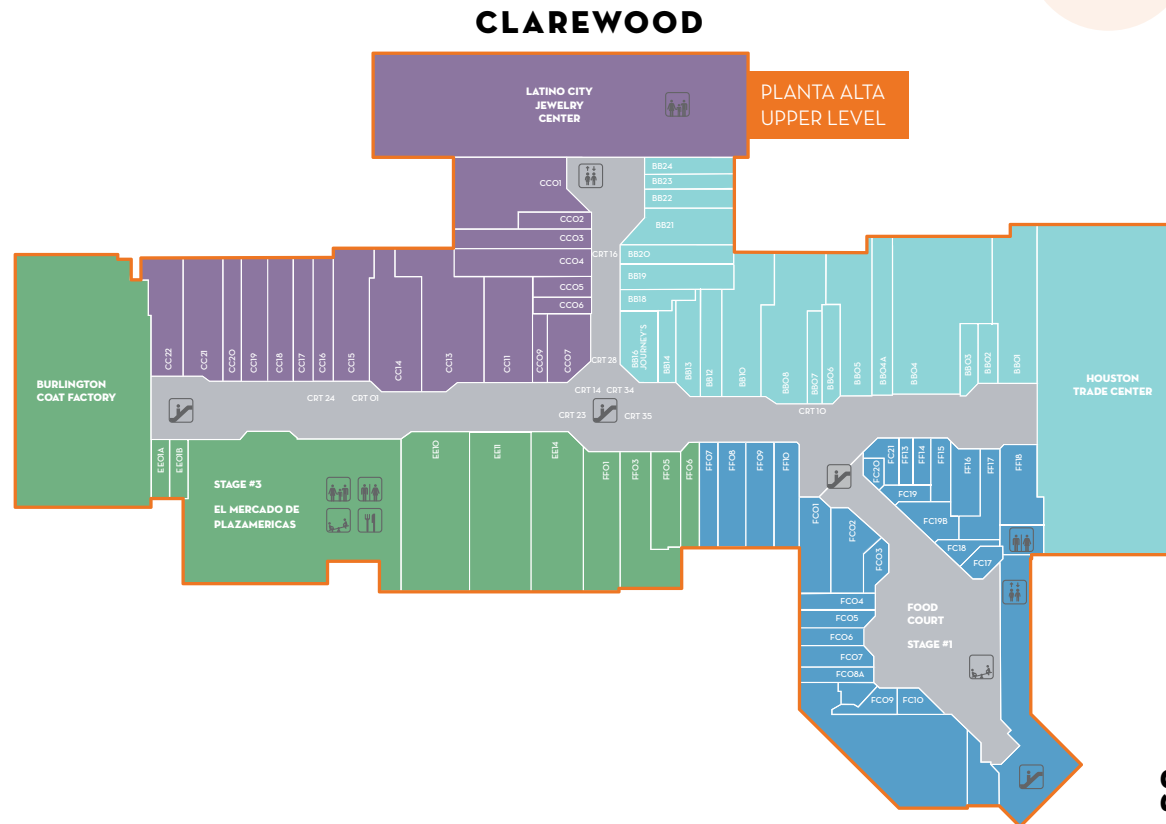 CLAREWOOD
LATINO CITY
JEWELRY
CENTER
PLANTA ALTA
UPPER LEVEL
CC01
CC02
CC03
CC04
CC05
CC06
BB24
BB23
BB22
BB21
CRT 16
BB20
BB19
BB18
BURLINGTON
COAT FACTORY
CC22
CC21
CC20
CC19
CC18
CC17
CC16
CC15
CC14
CC13
CC11
CC09
CC07
CRT 28
BB16
JOURNEY'S
BB14
BB13
BB12
BB10
BB08
BB07
BB06
BB05
BB04A
BB04
BB03
BB02
BB01
HOUSTON
TRADE CENTER
CRT 24
CRT 01
CRT 14
CRT 34
CRT 23
CRT 35
CRT 10
EE01A
EE01B
STAGE #3
EL MERCADO DE
PLAZAMERICAS
EE10
EE11
EE14
FF01
FF03
FF05
FF06
FF07
FF08
FF09
FF10
FC20
FC21
FF13
FF14
FF15
FF16
FF17
FF18
FC19
FC19B
FC18
FC17
FC01
FC02
FC03
FC04
FC05
FC06
FC07
FC08A
FC09
FC10
FOOD
COURT
STAGE #1